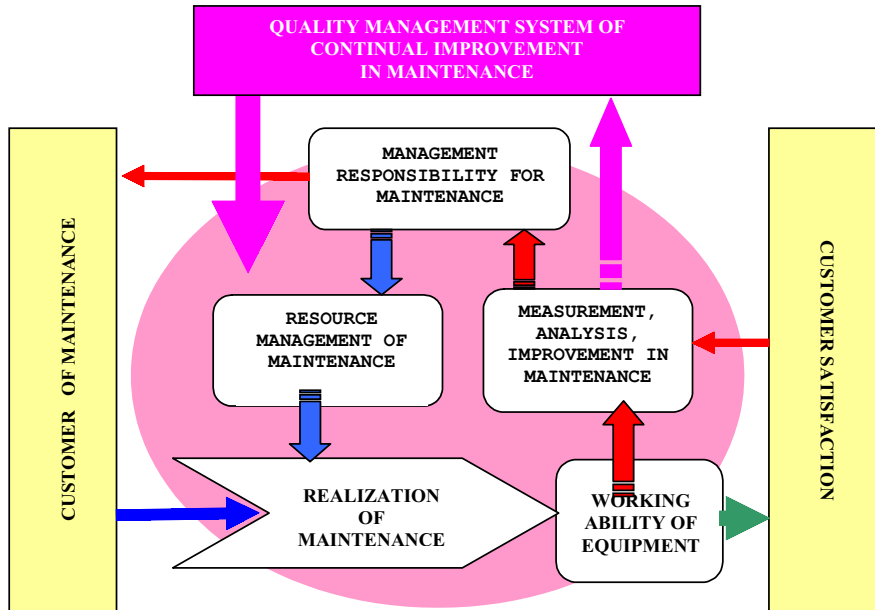 QUALITY MANAGEMENT SYSTEM OF
CONTINUAL IMPROVEMENT
IN MAINTENANCE
CUSTOMER OF MAINTENANCE
MANAGEMENT
RESPONSIBILITY FOR
MAINTENANCE
RESOURCE
MANAGEMENT OF
MAINTENANCE
MEASUREMENT,
ANALYSIS,
IMPROVEMENT IN
MAINTENANCE
REALIZATION
OF
MAINTENANCE
WORKING
ABILITY OF
EQUIPMENT
CUSTOMER SATISFACTION